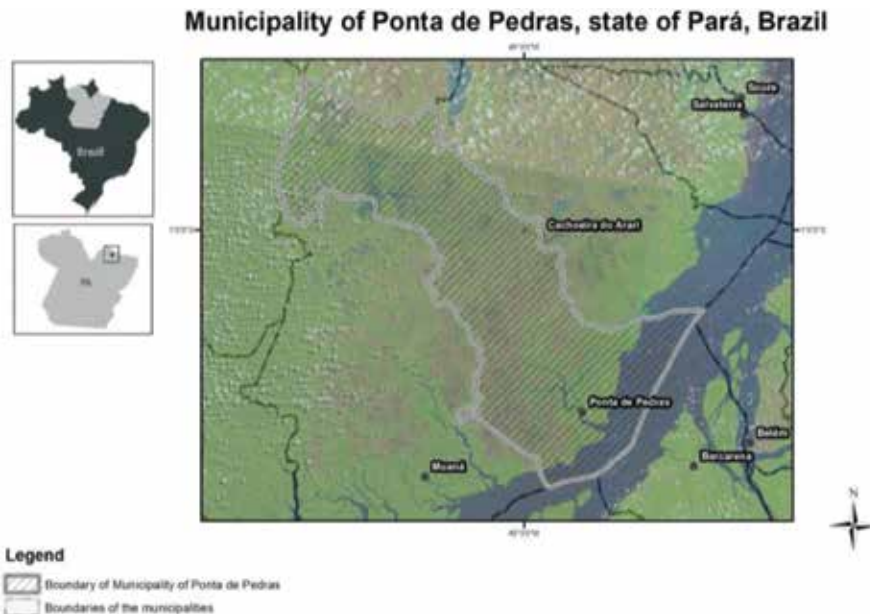 Municipality of Ponta de Pedras, state of Pará, Brazil
Brazil
PA
Soure
Salvaterra
Cachoeira do Arari
Ponta de Pedras
Belém
Barcarena
Muaná
N
Legend
Boundary of Municipality of Ponta de Pedras
Boundaries of the municipalities